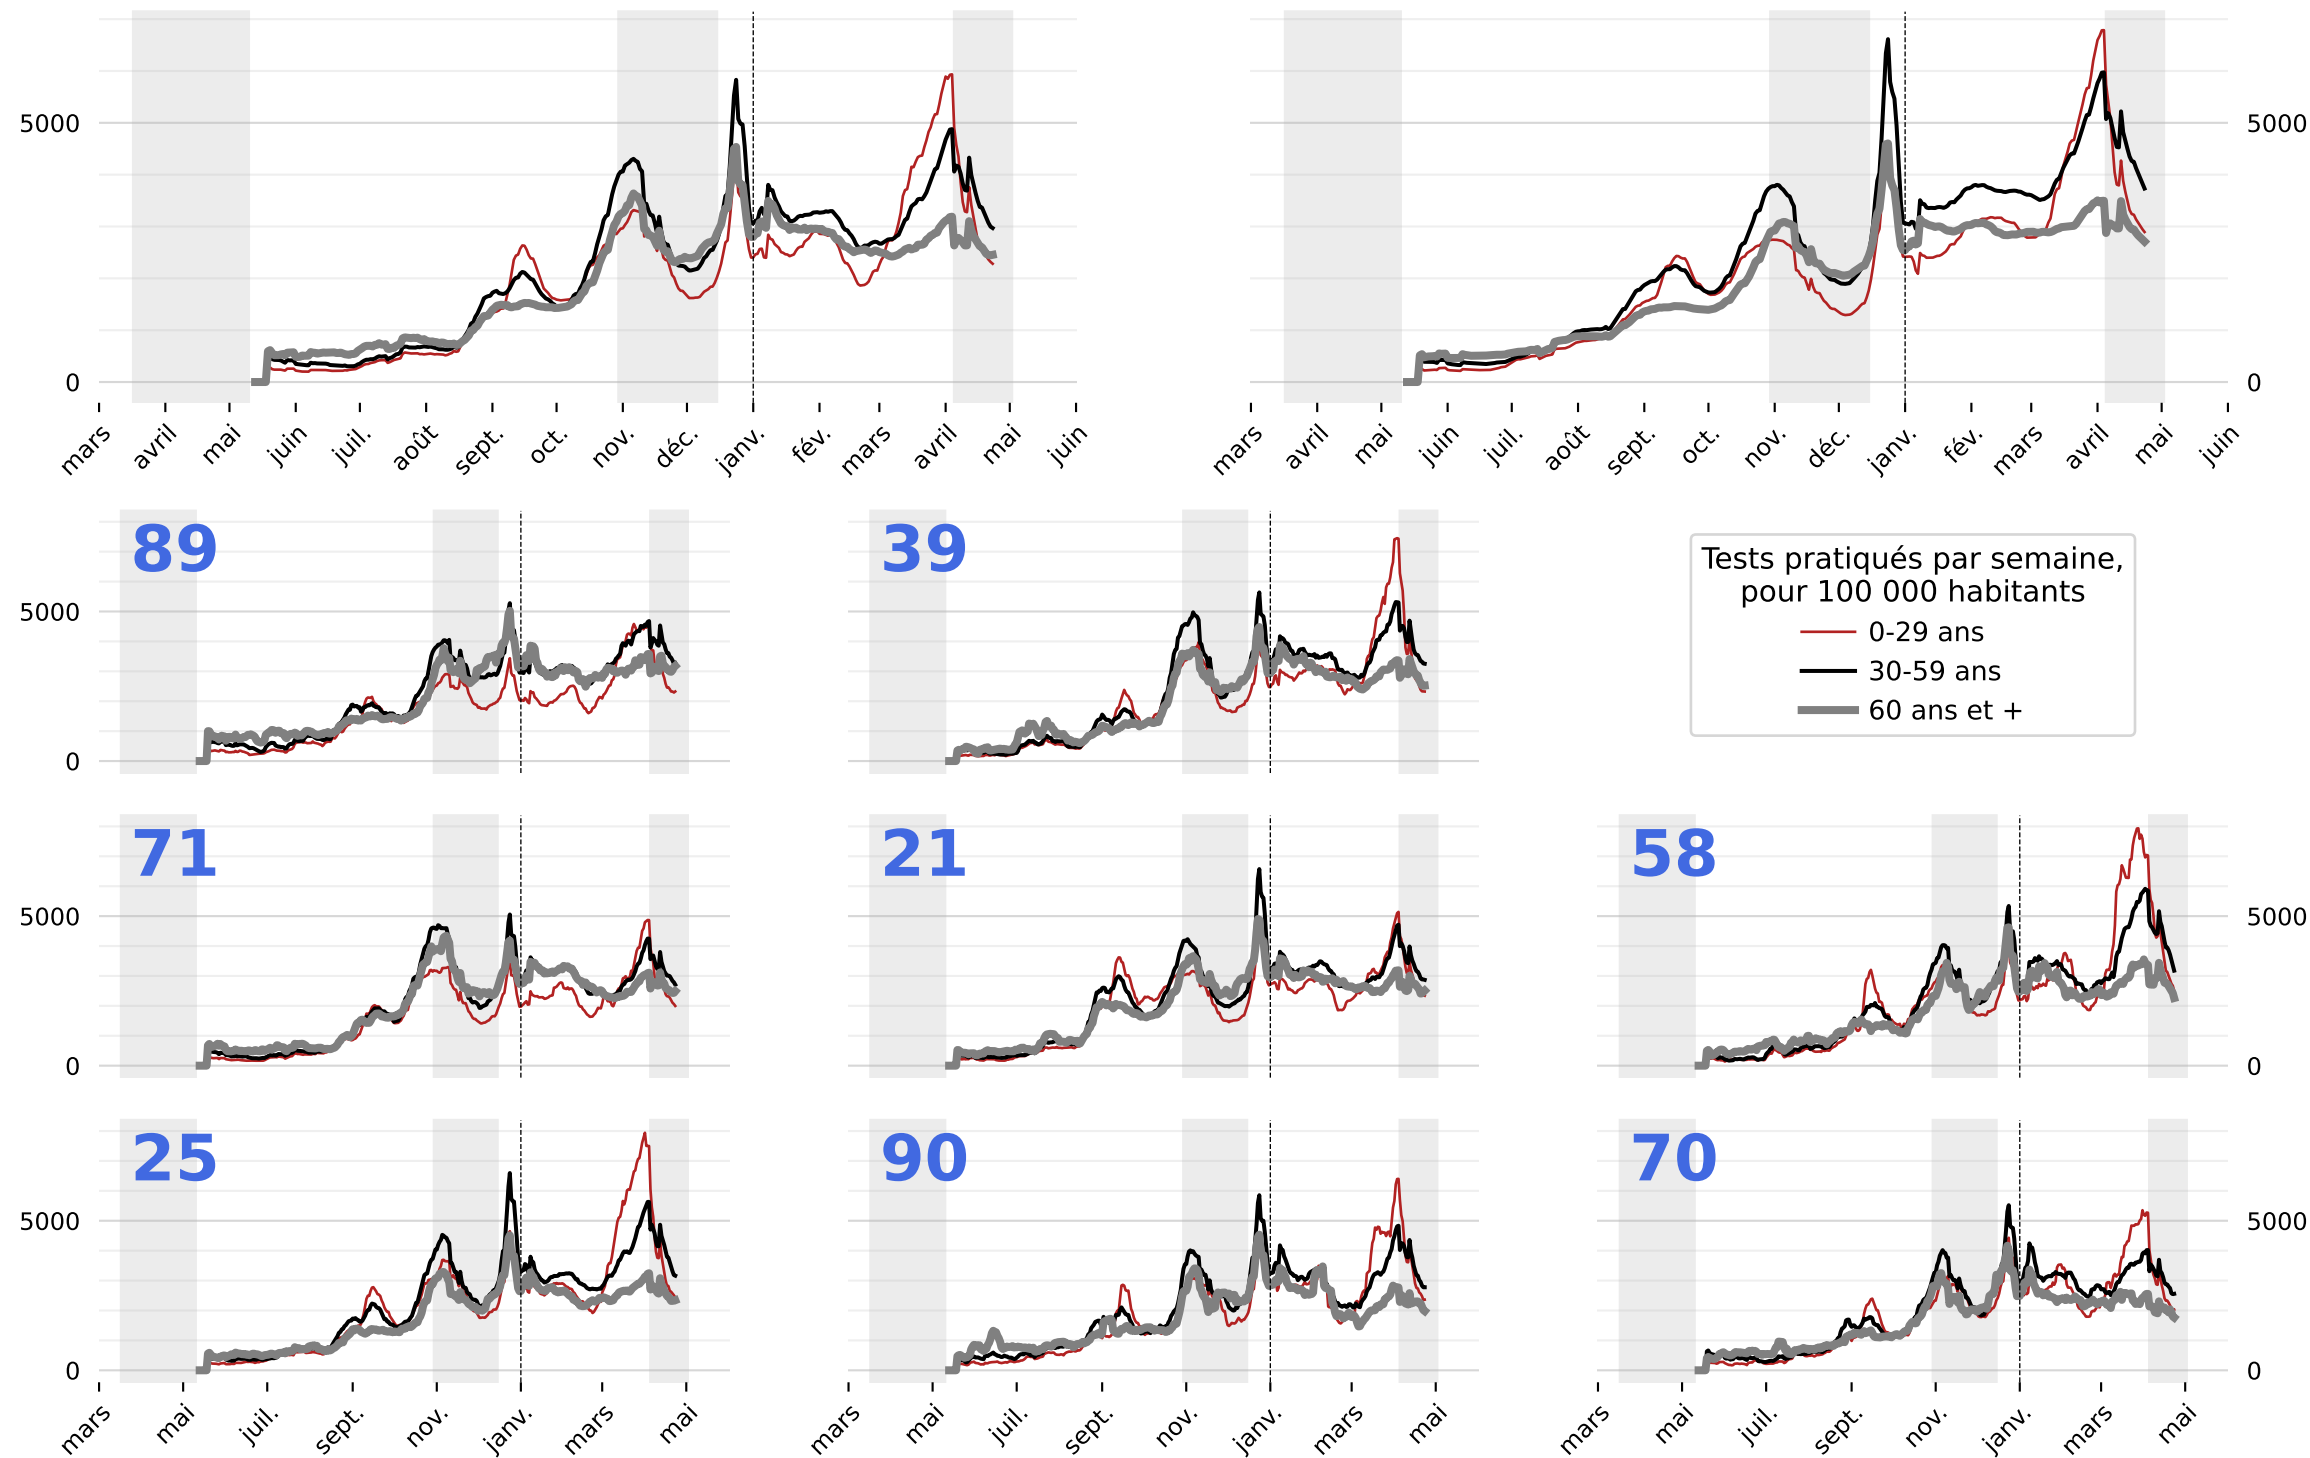 5000
0
5000
0
mars avril mai juin juil. août sept. oct. nov. déc. janv. fév. mars avril mai juin
mars avril mai juin juil. août sept. oct. nov. déc. janv. fév. mars avril mai juin
89
5000
0
39
Tests pratiqués par semaine,
pour 100 000 habitants
0-29 ans
30-59 ans
60 ans et +
71
5000
0
21
58
5000
0
25
5000
0
90
70
5000
0
mars mai juil. sept. nov. janv. mars mai
mars mai juil. sept. nov. janv. mars mai
mars mai juil. sept. nov. janv. mars mai